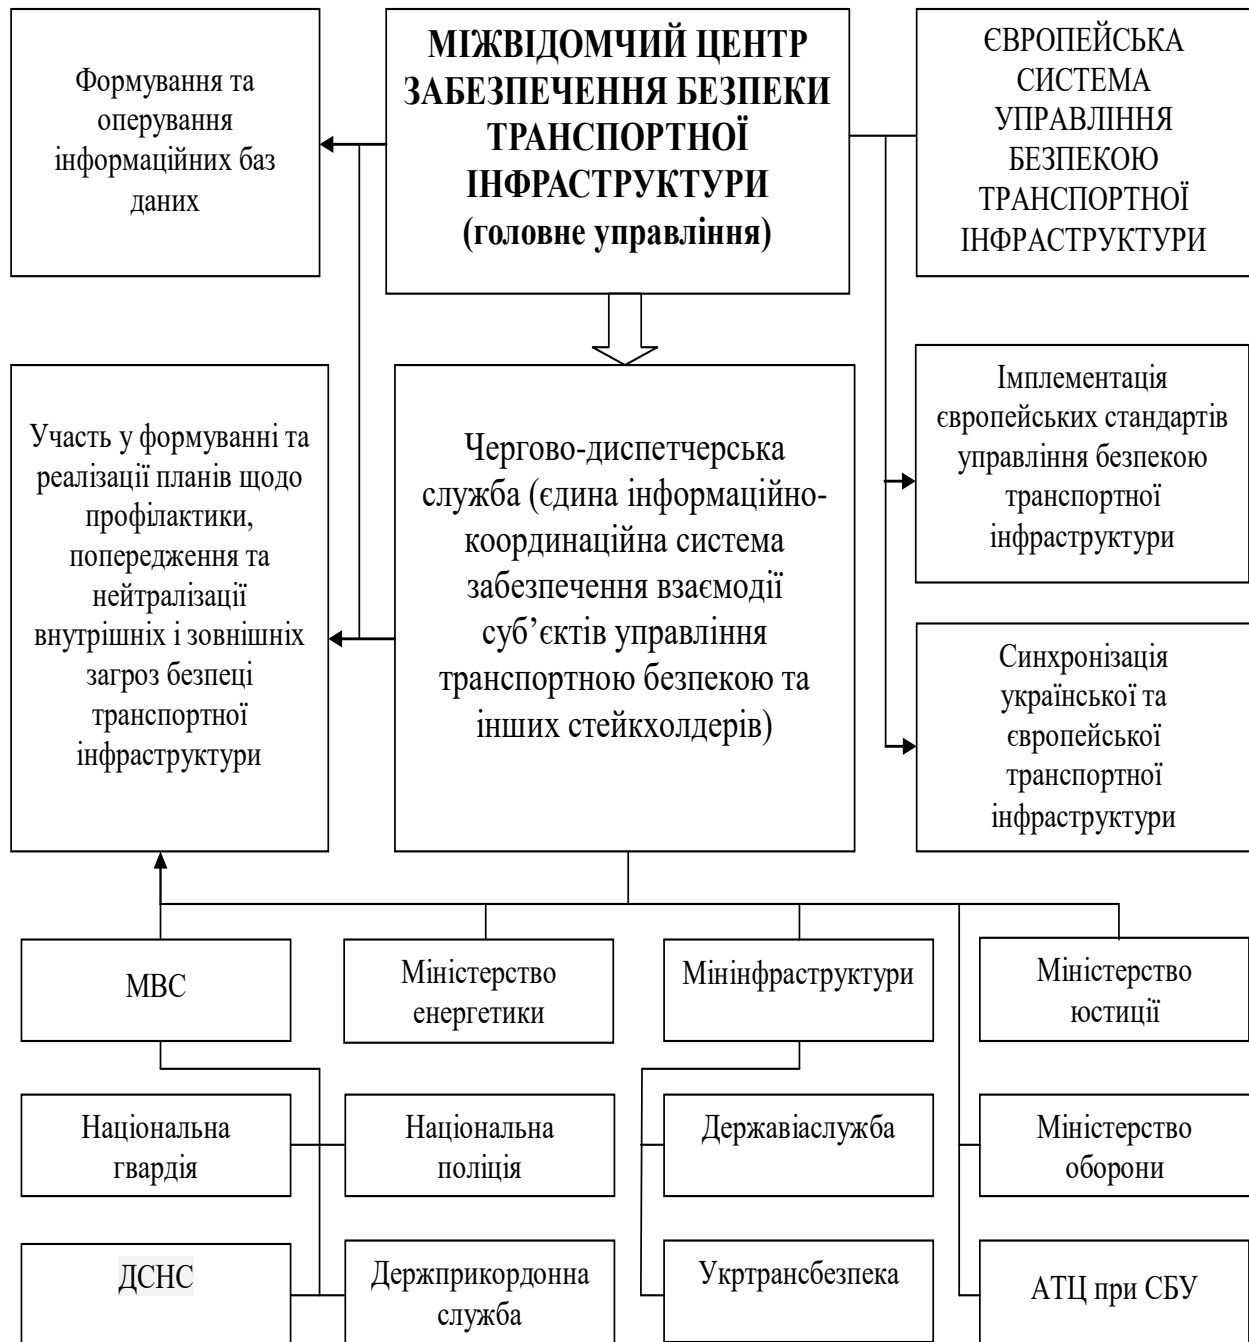 Формування та
оперування
інформаційних баз
даних
МІЖВІДОМЧИЙ ЦЕНТР
ЗАБЕЗПЕЧЕННЯ БЕЗПЕКИ
ТРАНСПОРТНОЇ
ІНФРАСТРУКТУРИ
(головне управління)
ЄВРОПЕЙСЬКА
СИСТЕМА
УПРАВЛІННЯ
БЕЗПЕКОЮ
ТРАНСПОРТНОЇ
ІНФРАСТРУКТУРИ
Участь у формуванні та
реалізації планів щодо
профілактики,
попередження та
нейтралізації
внутрішніх і зовнішніх
загроз безпеці
транспортної
інфраструктури
Чергово-диспетчерська
служба (єдина інформаційно-
координаційна система
забезпечення взаємодії
суб’єктів управління
транспортною безпекою та
інших стейкхолдерів)
Імплементація
європейських стандартів
управління безпекою
транспортної
інфраструктури
Синхронізація
української та
європейської
транспортної
інфраструктури
МВС
Міністерство
енергетики
Мінінфраструктури
Міністерство
юстиції
Національна
гвардія
Національна
поліція
Державіаслужба
Міністерство
оборони
ДСНС
Держприкордонна
служба
Укртрансбезпека
АТЦ при СБУ